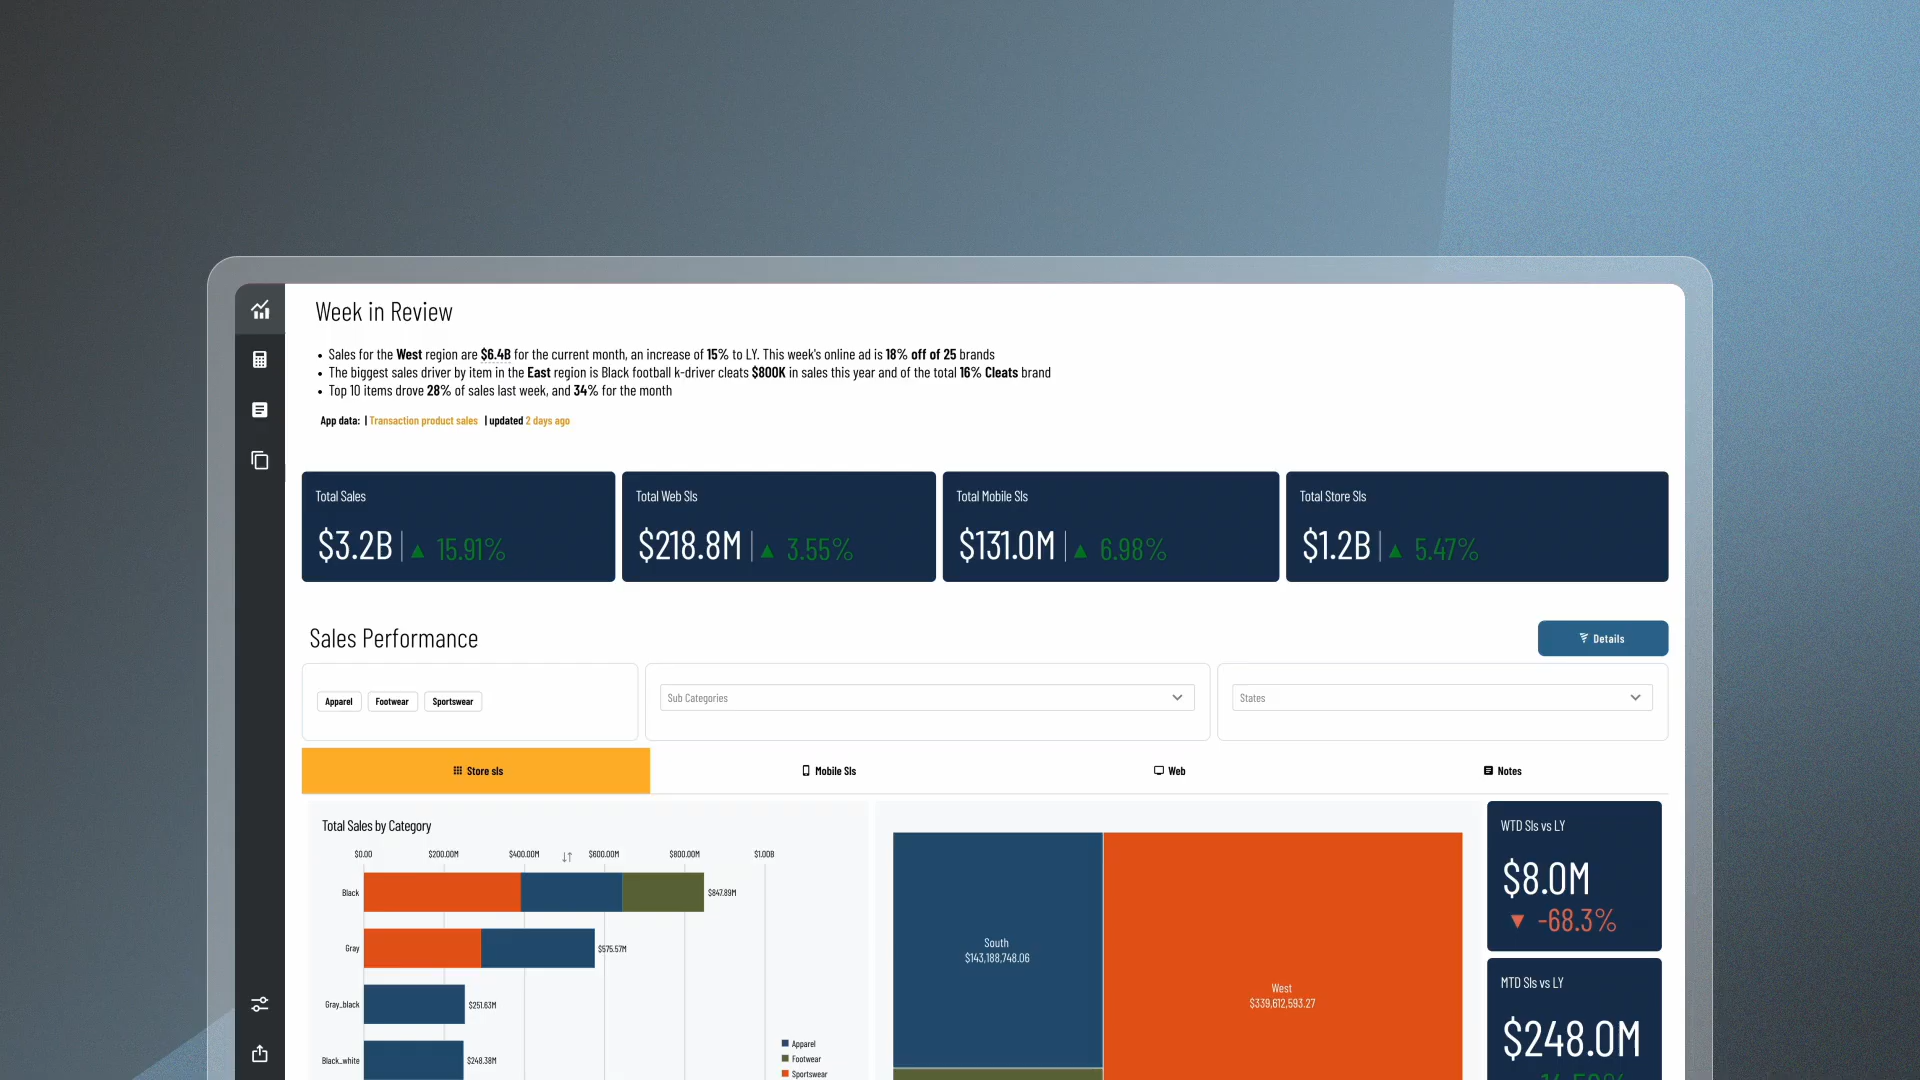 Week in Review
• Sales for the West region are $6.4B for the current month, an increase of 15% to LY. This week's online ad is 18% off of 25 brands
• The biggest sales driver by item in the East region is Black football k-driver cleats $800K in sales this year and of the total 16% Cleats brand
• Top 10 items drove 28% of sales last week, and 34% for the month
App data: | Transaction product sales | updated 2 days ago
Total Sales
$3.2B | ▲ 15.91%
Total Web Sls
$218.8M | ▲ 3.55%
Total Mobile Sls
$131.0M | ▲ 6.98%
Total Store Sls
$1.2B | ▲ 5.47%
Sales Performance
Details
Apparel Footwear Sportswear
Sub Categories
States
Store sls
Mobile Sls
Web
Notes
Total Sales by Category
$0.00 $200.00M $400.00M $600.00M $800.00M $1.00B
Black $847.89M
Gray $575.57M
Gray_black $251.63M
Black_white $248.38M
Apparel
Footwear
Sportswear
South
$143,188,748.06
West
$339,612,593.27
WTD Sls vs LY
$8.0M
▼ -68.3%
MTD Sls vs LY
$248.0M